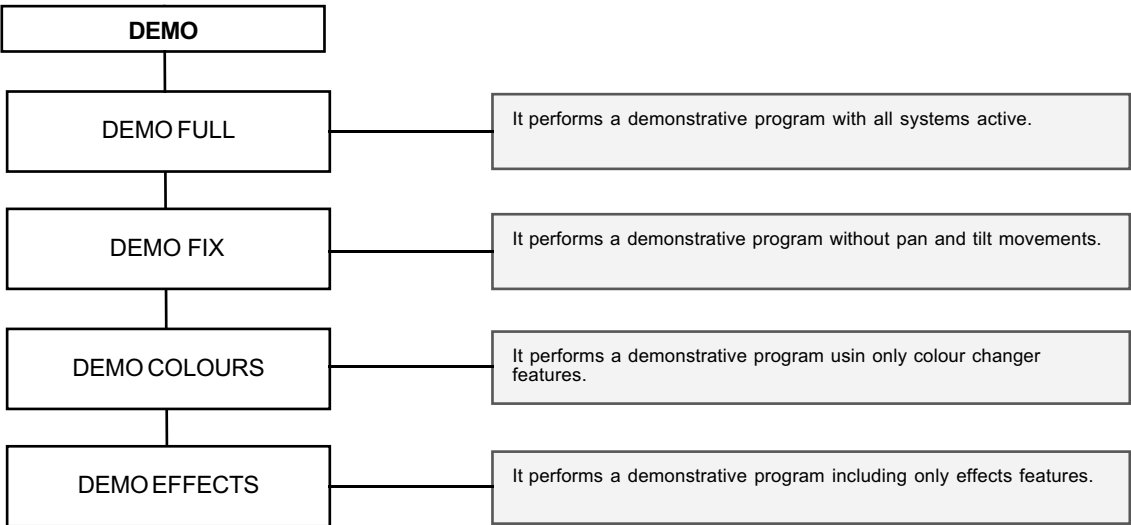 DEMO
DEMO FULL
It performs a demonstrative program with all systems active.
DEMO FIX
It performs a demonstrative program without pan and tilt movements.
DEMO COLOURS
It performs a demonstrative program usin only colour changer
features.
DEMO EFFECTS
It performs a demonstrative program including only effects features.